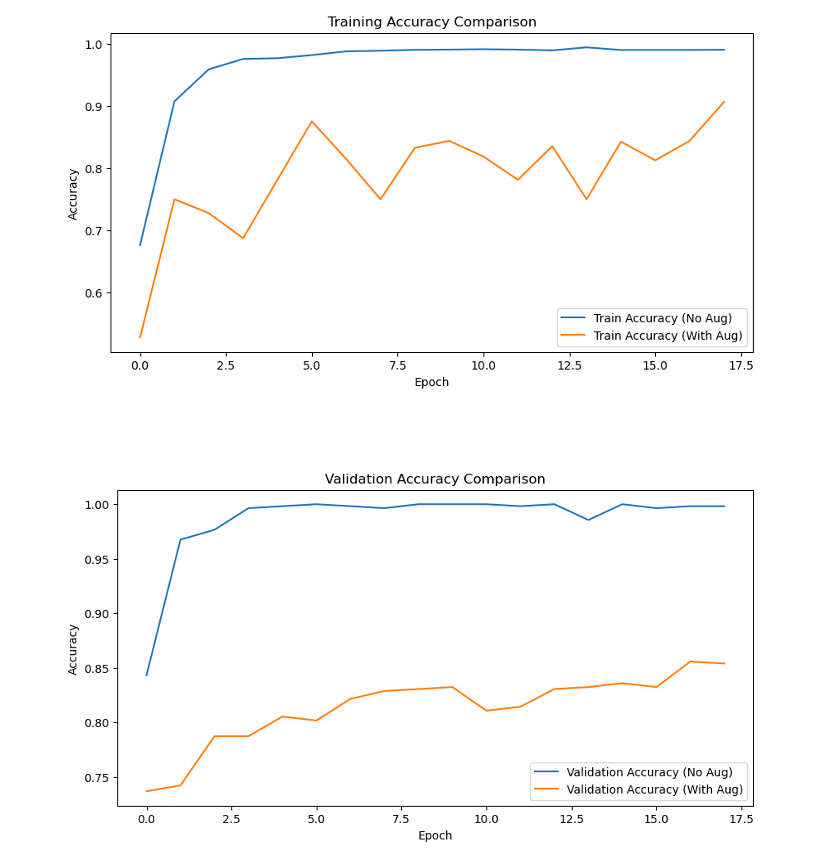 Training Accuracy Comparison
1.0
0.9
0.8
0.7
0.6
Accuracy
Train Accuracy (No Aug)
Train Accuracy (With Aug)
0.0 2.5 5.0 7.5 10.0 12.5 15.0 17.5
Epoch
Validation Accuracy Comparison
1.00
0.95
0.90
0.85
0.80
0.75
Accuracy
Validation Accuracy (No Aug)
Validation Accuracy (With Aug)
0.0 2.5 5.0 7.5 10.0 12.5 15.0 17.5
Epoch